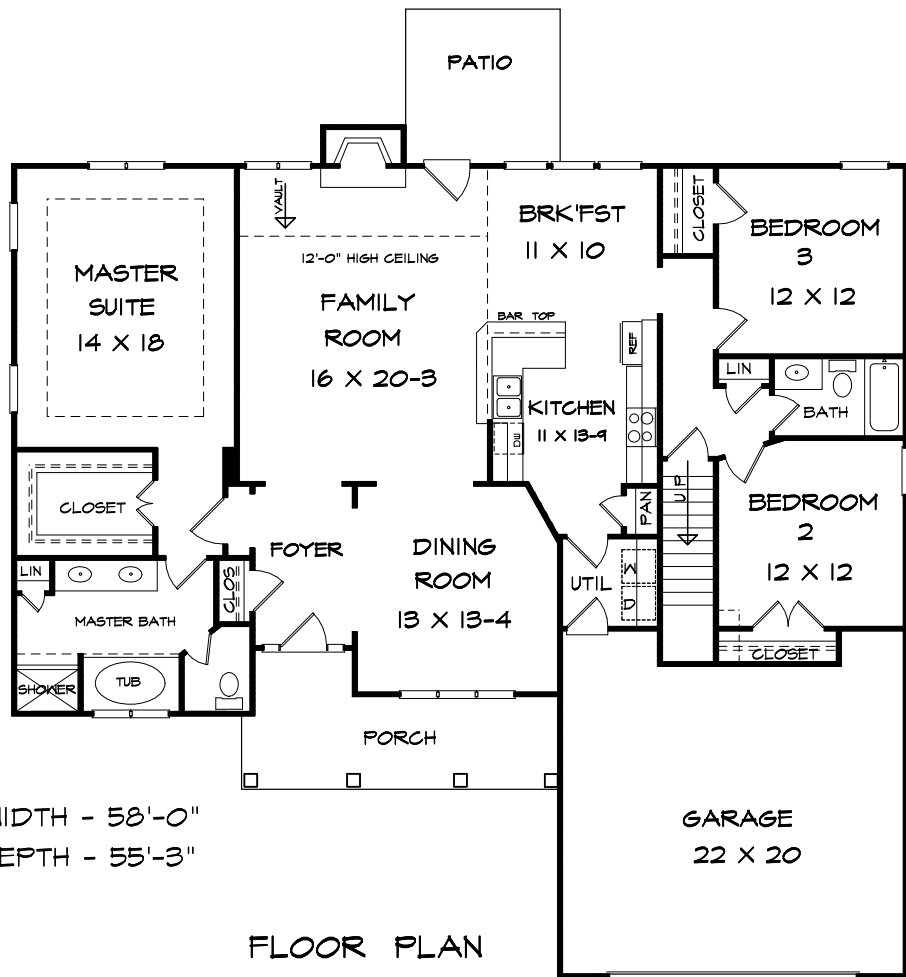 PATIO
VAULT
12'-0" HIGH CEILING
FAMILY
ROOM
16 X 20-3
MASTER
SUITE
14 X 18
BRK'FST
11 X 10
CLOSET
BEDROOM
3
12 X 12
BAR TOP
REF
KITCHEN
11 X 13-9
DW
LIN
BATH
CLOSET
FOYER
DINING
ROOM
13 X 13-4
PAN
UP
BEDROOM
2
12 X 12
UTIL
W
D
CLOSET
LIN
CLOS
MASTER BATH
SHOWER
TUB
PORCH
GARAGE
22 X 20
IDTH - 58'-0"
EPTH - 55'-3"
FLOOR PLAN